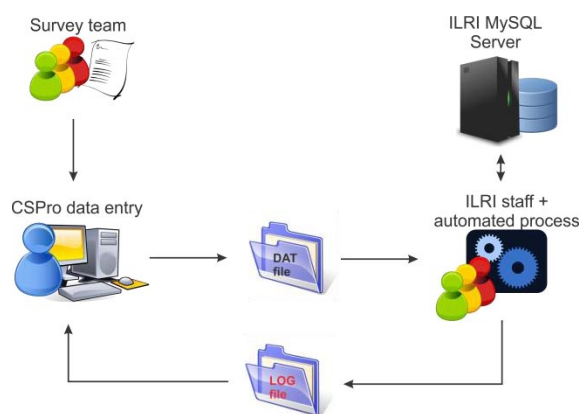 Survey team
ILRI MySQL
Server
CSPro data entry
ILRI staff +
automated process
DAT
file
LOG
file